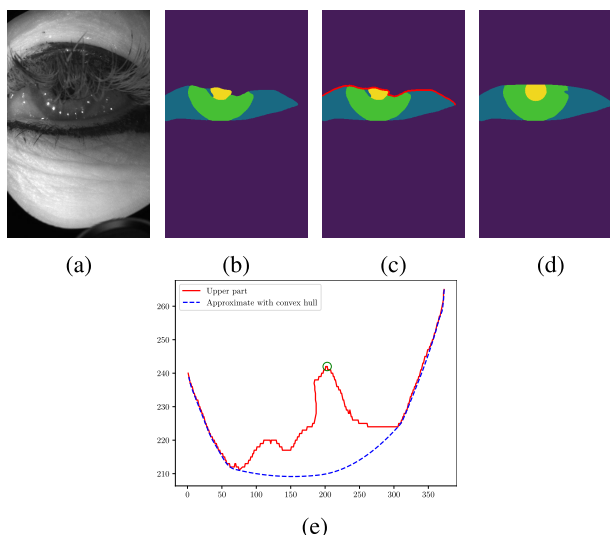 (a) (b) (c) (d)
Upper part
Approximate with convex hull
260
250
240
230
220
210
0 50 100 150 200 250 300 350
(e)